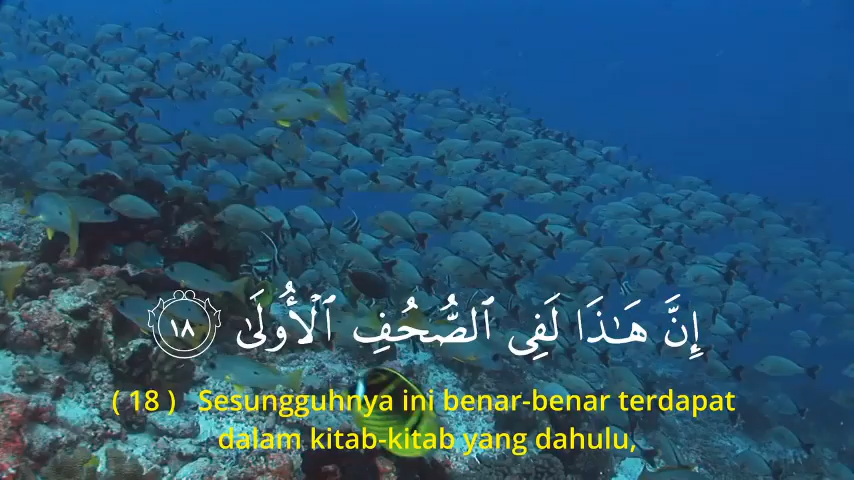 إِنَّ هَـٰذَا لَفِى ٱلصُّحُفِ ٱلْأُولَىٰ ١٨
( 18 ) Sesungguhnya ini benar-benar terdapat
dalam kitab-kitab yang dahulu,